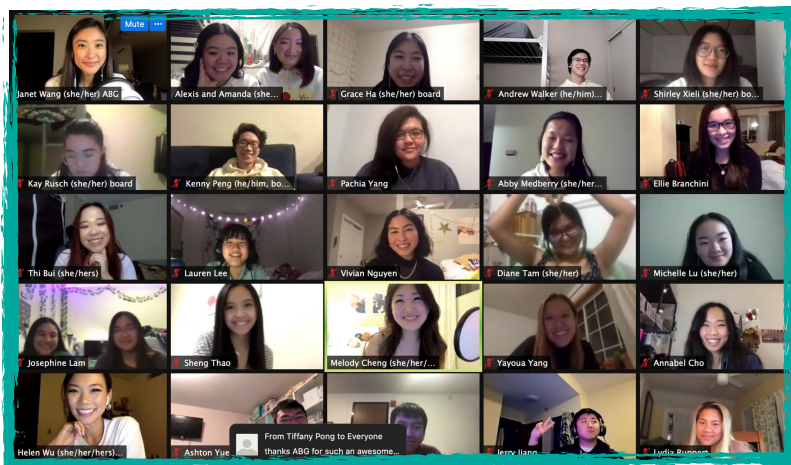 Mute ...
Janet Wang (she/her) ABG
Alexis and Amanda (she...
Grace Ha (she/her) board
Andrew Walker (he/him)...
Shirley Xieli (she/her) bo...
Kay Rusch (she/her) board
Kenny Peng (he/him, bo...
Pachia Yang
Abby Medberry (she/her...
Ellie Branchini
Thi Bui (she/hers)
Lauren Lee
Vivian Nguyen
Diane Tam (she/her)
Michelle Lu (she/her)
Josephine Lam
Sheng Thao
Melody Cheng (she/her/...
Yayoua Yang
Annabel Cho
Helen Wu (she/her/hers)...
Ashton Yue
From Tiffany Pong to Everyone
thanks ABG for such an awesome...
Jerry Jiang
Lydia Ruppert